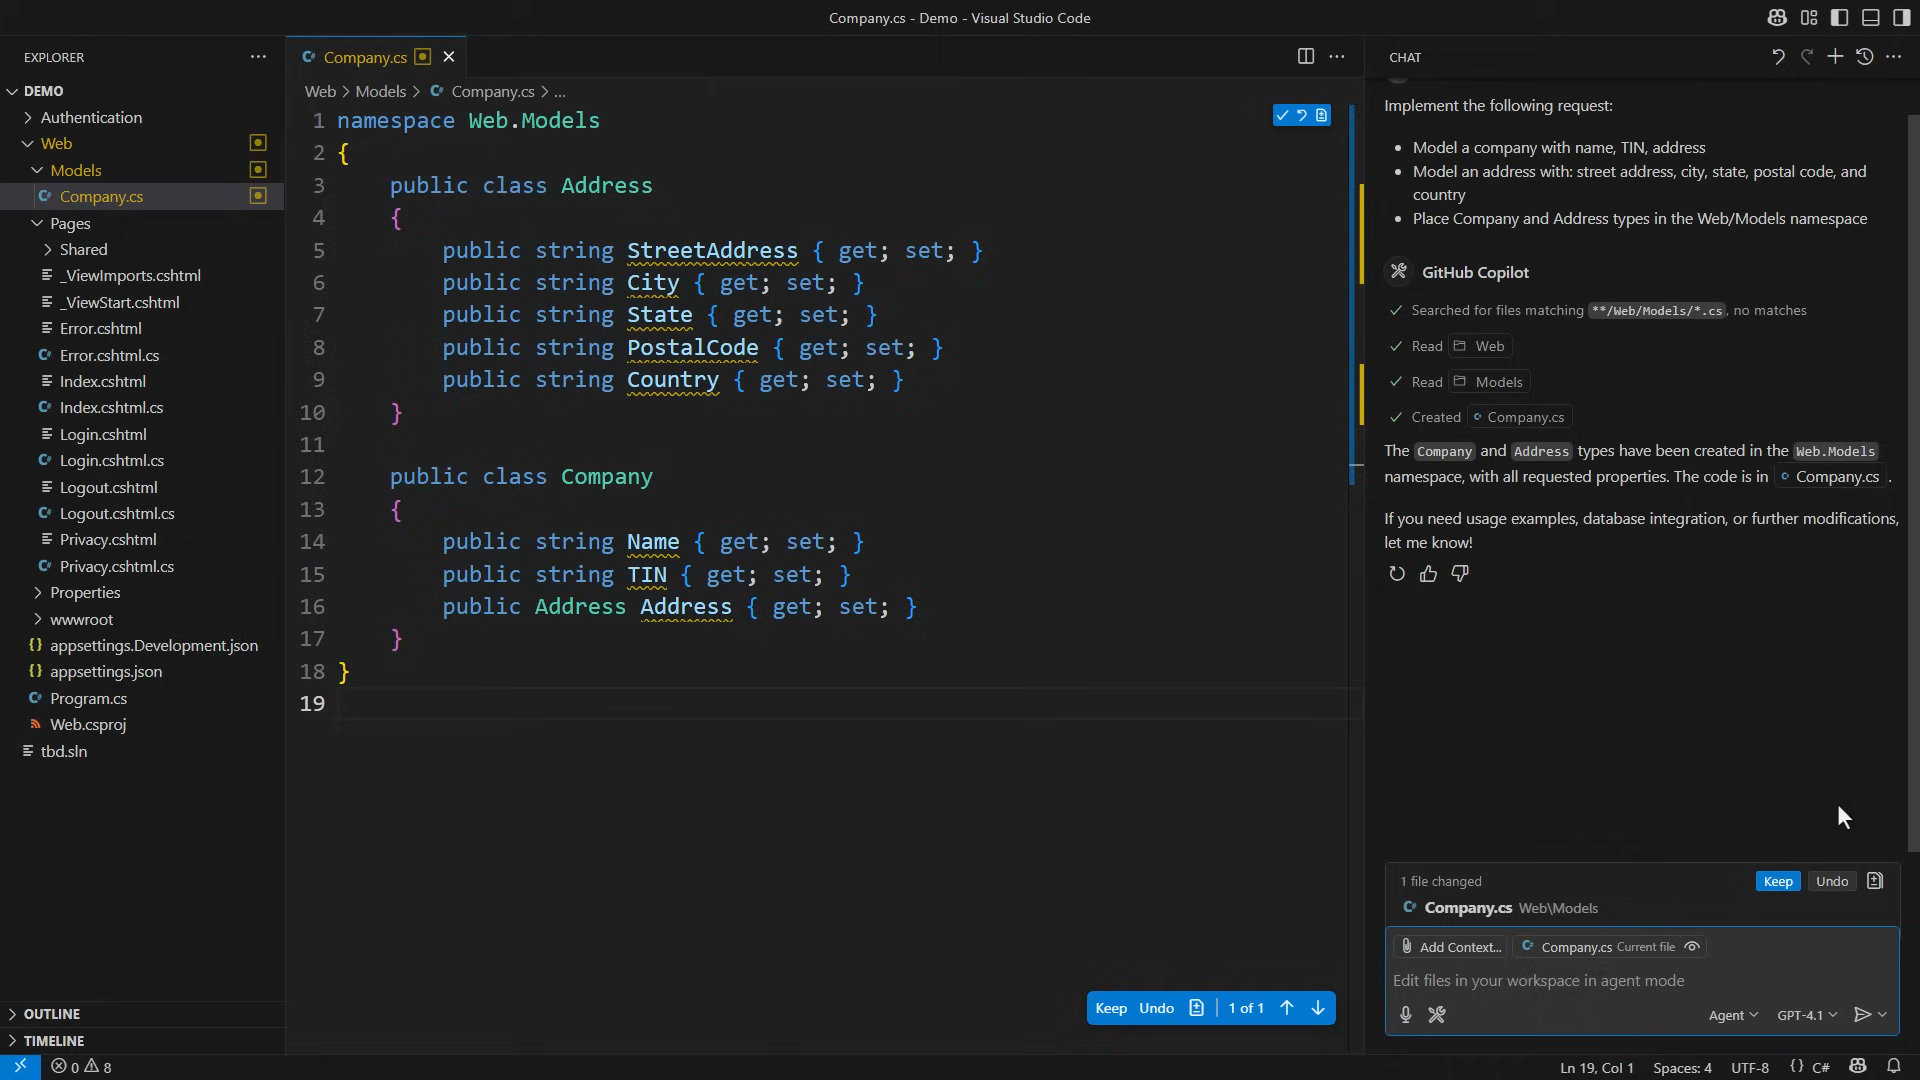 Company.cs - Demo - Visual Studio Code
EXPLORER
DEMO
Authentication
Web
Models
Company.cs
Pages
Shared
_ViewImports.cshtml
_ViewStart.cshtml
Error.cshtml
Error.cshtml.cs
Index.cshtml
Index.cshtml.cs
Login.cshtml
Login.cshtml.cs
Logout.cshtml
Logout.cshtml.cs
Privacy.cshtml
Privacy.cshtml.cs
Properties
wwwroot
appsettings.Development.json
appsettings.json
Program.cs
Web.csproj
tbd.sln
OUTLINE
TIMELINE
Company.cs
Web > Models > Company.cs > ...
1 namespace Web.Models
2 {
3 public class Address
4 {
5 public string StreetAddress { get; set; }
6 public string City { get; set; }
7 public string State { get; set; }
8 public string PostalCode { get; set; }
9 public string Country { get; set; }
10 }
11
12 public class Company
13 {
14 public string Name { get; set; }
15 public string TIN { get; set; }
16 public Address Address { get; set; }
17 }
18 }
19
Keep Undo 1 of 1
CHAT
Implement the following request:
• Model a company with name, TIN, address
• Model an address with: street address, city, state, postal code, and
country
• Place Company and Address types in the Web/Models namespace
GitHub Copilot
Searched for files matching **/Web/Models/*.cs, no matches
Read Web
Read Models
Created Company.cs
The Company and Address types have been created in the Web.Models
namespace, with all requested properties. The code is in Company.cs .
If you need usage examples, database integration, or further modifications,
let me know!
1 file changed Keep Undo
Company.cs Web\Models
Add Context... Company.cs Current file
Edit files in your workspace in agent mode
Agent GPT-4.1
0 8
Ln 19, Col 1 Spaces: 4 UTF-8 {} C#